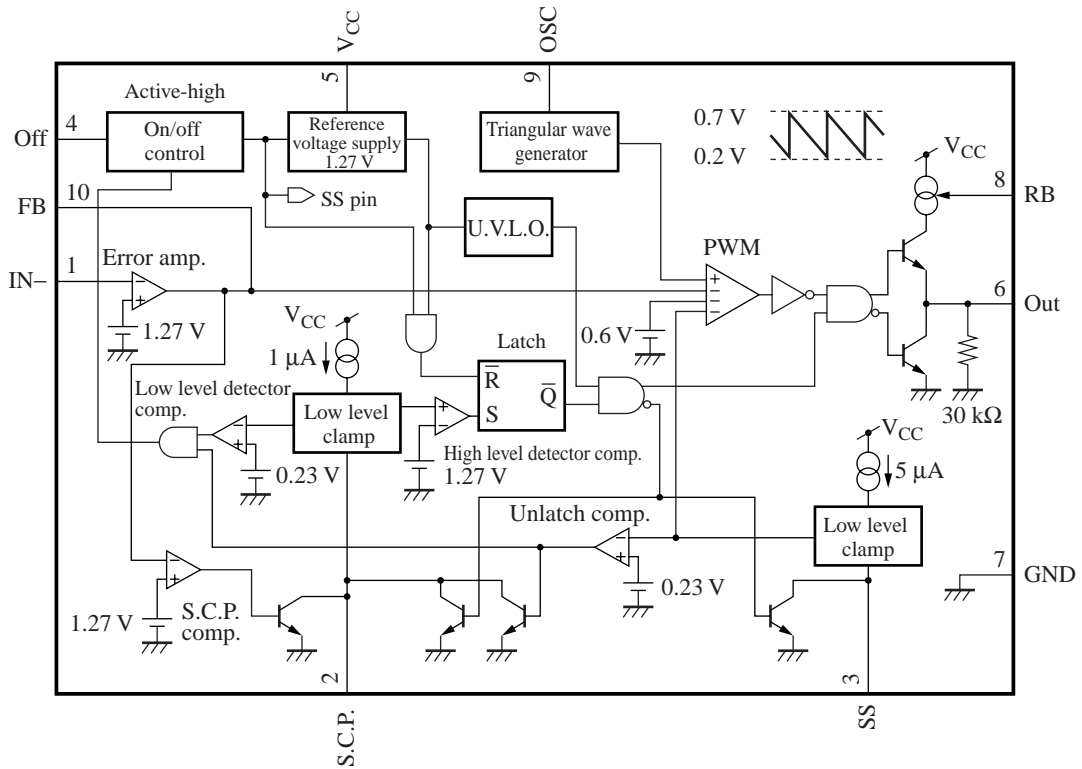 VCC
OSC
5
9
Active-high
Off
4
On/off
control
Reference
voltage supply
1.27 V
Triangular wave
generator
0.7 V
0.2 V
VCC
8
RB
SS pin
10
FB
U.V.L.O.
PWM
Error amp.
1
IN–
1.27 V
VCC
1 μA
0.6 V
6
Out
Latch
R
S
Q
30 kΩ
Low level detector
comp.
Low level
clamp
0.23 V
High level detector comp.
1.27 V
VCC
5 μA
Low level
clamp
Unlatch comp.
0.23 V
7
GND
1.27 V
S.C.P.
comp.
2
3
S.C.P.
SS